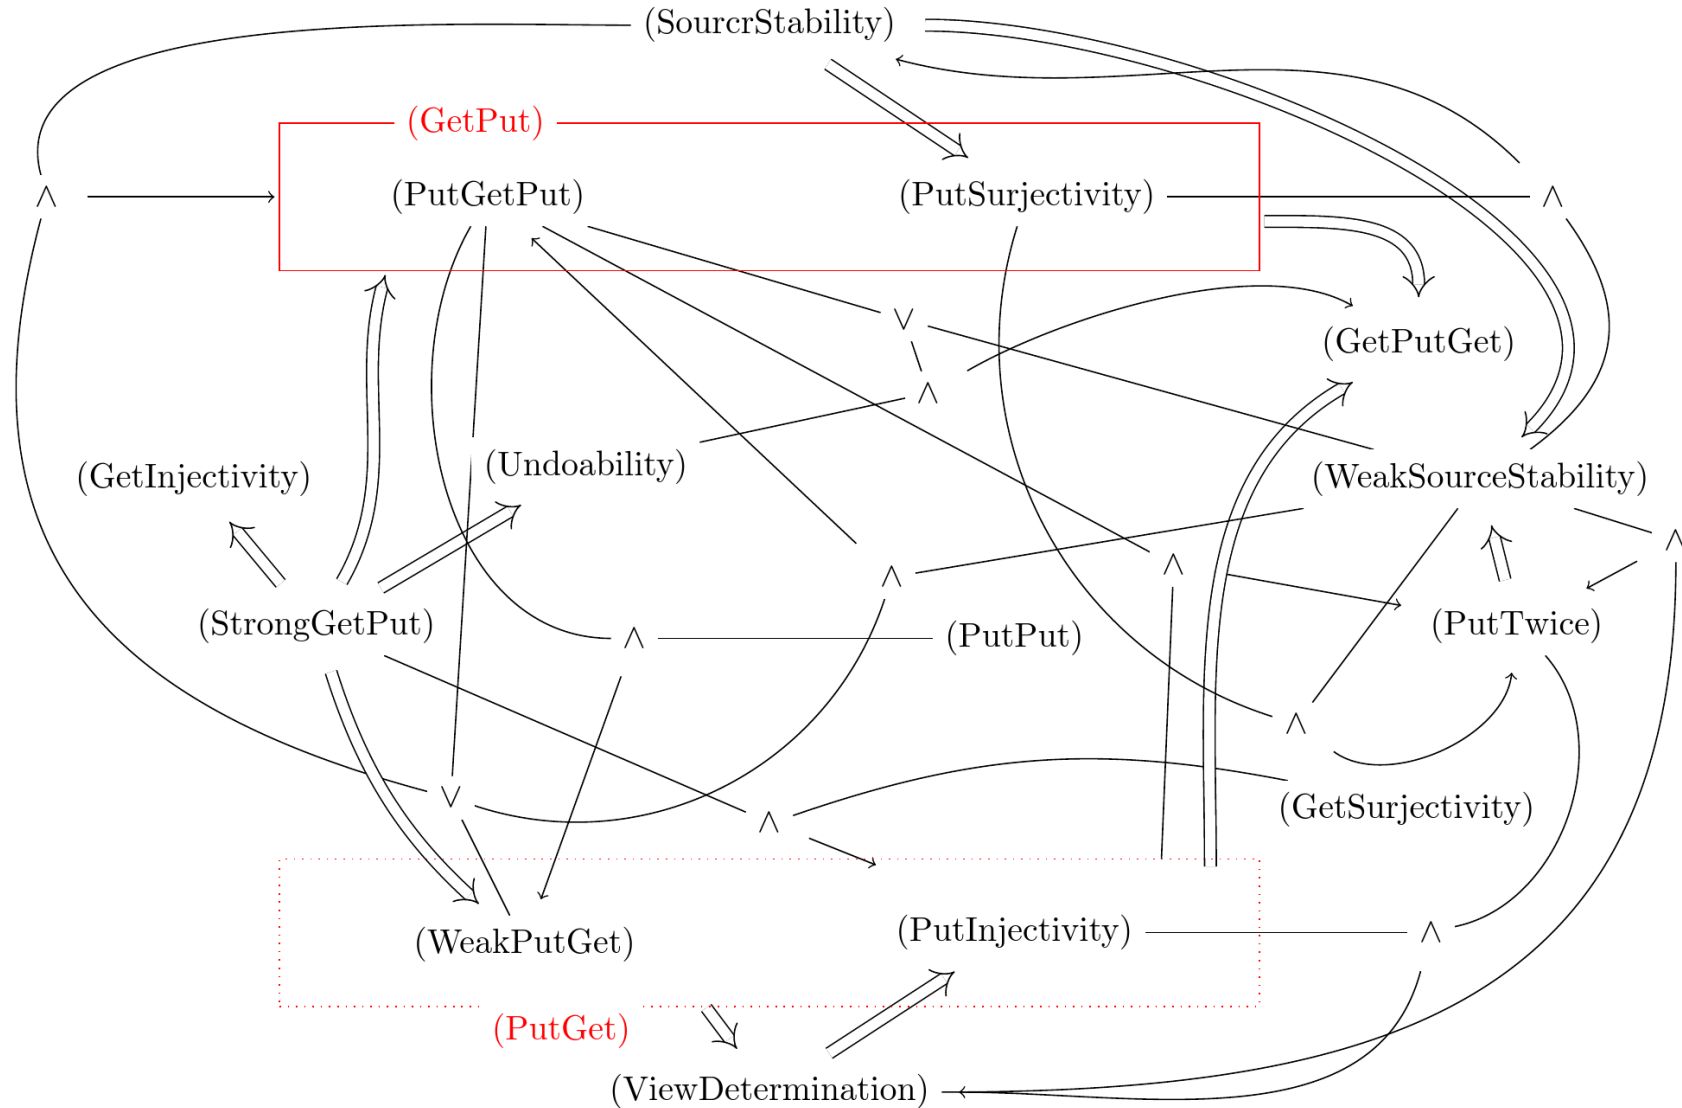 (SourcrStability)
(GetPut)
∧
(PutGetPut)
(PutSurjectivity)
∧
∨
(GetPutGet)
∧
(Undoability)
(GetInjectivity)
(WeakSourceStability)
∧
∧
∧
(StrongGetPut)
∧
(PutPut)
(PutTwice)
∧
∨
∧
(GetSurjectivity)
(WeakPutGet)
(PutInjectivity)
∧
(PutGet)
(ViewDetermination)